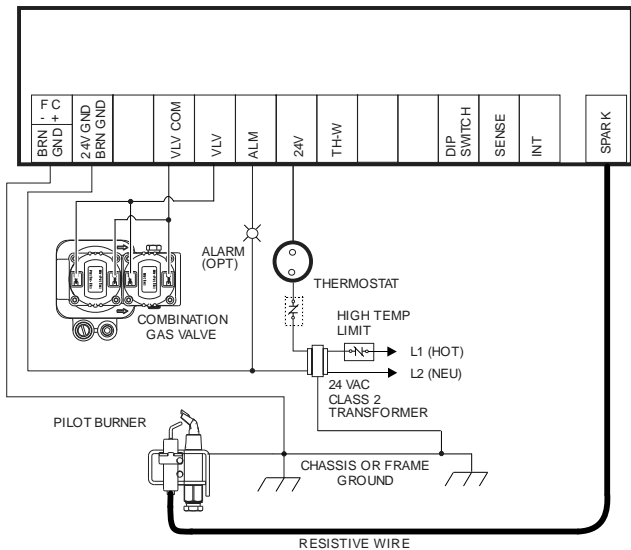 F C
- +
BRN
GND
24V GND
BRN GND
VLV COM
VLV
ALM
24V
TH-W
DIP
SWITCH
SENSE
INT
SPARK
ALARM
(OPT)
THERMOSTAT
COMBINATION
GAS VALVE
HIGH TEMP
LIMIT
L1 (HOT)
L2 (NEU)
24 VAC
CLASS 2
TRANSFORMER
PILOT BURNER
CHASSIS OR FRAME
GROUND
RESISTIVE WIRE